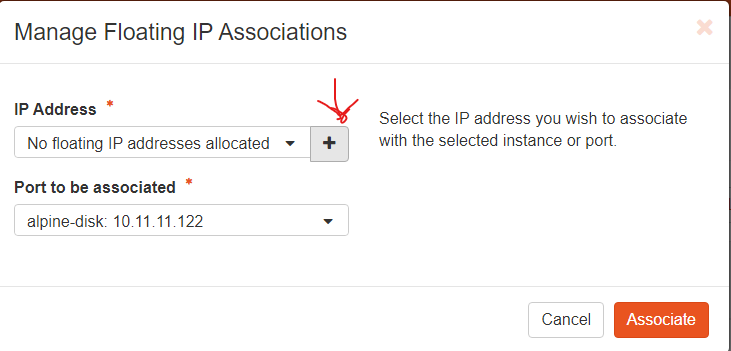 Manage Floating IP Associations
IP Address *
No floating IP addresses allocated
Select the IP address you wish to associate
with the selected instance or port.
Port to be associated *
alpine-disk: 10.11.11.122
Cancel
Associate